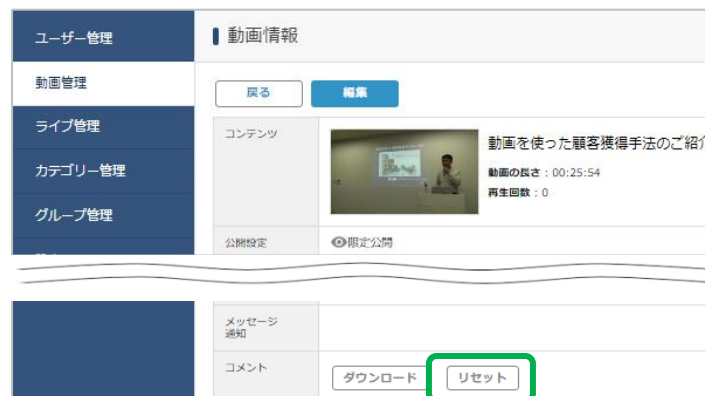 ユーザー管理
動画情報
動画管理
戻る
編集
ライブ管理
コンテンツ
動画を使った顧客獲得手法のご紹介
カテゴリー管理
動画の長さ:00:25:54
再生回数:0
グループ管理
公開設定
限定公開
メッセージ
通知
コメント
ダウンロード
リセット